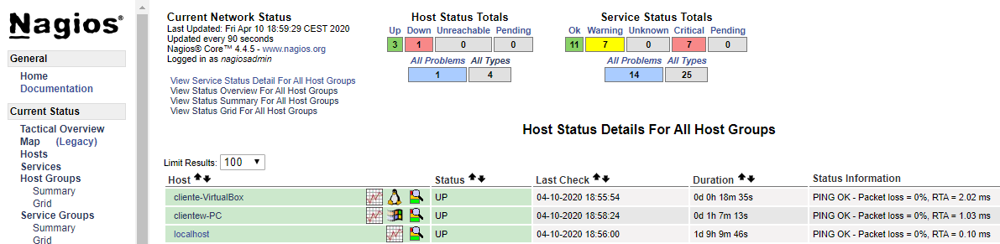 Nagios®
General
Home
Documentation
Current Status
Tactical Overview
Map (Legacy)
Hosts
Services
Host Groups
Summary
Grid
Service Groups
Summary
Grid
Current Network Status
Last Updated: Fri Apr 10 18:59:29 CEST 2020
Updated every 90 seconds
Nagios® Core™ 4.4.5 - www.nagios.org
Logged in as nagiosadmin
View Service Status Detail For All Host Groups
View Status Overview For All Host Groups
View Status Summary For All Host Groups
View Status Grid For All Host Groups
Host Status Totals
Up Down Unreachable Pending
3 1 0 0
All Problems All Types
1 4
Service Status Totals
Ok Warning Unknown Critical Pending
11 7 0 7 0
All Problems All Types
14 25
Host Status Details For All Host Groups
Limit Results: 100
Host Status Last Check Duration Status Information
cliente-VirtualBox UP 04-10-2020 18:55:54 0d 0h 18m 35s PING OK - Packet loss = 0%, RTA = 2.02 ms
clientew-PC UP 04-10-2020 18:58:24 0d 1h 7m 13s PING OK - Packet loss = 0%, RTA = 1.03 ms
localhost UP 04-10-2020 18:56:00 1d 9h 9m 46s PING OK - Packet loss = 0%, RTA = 0.10 ms